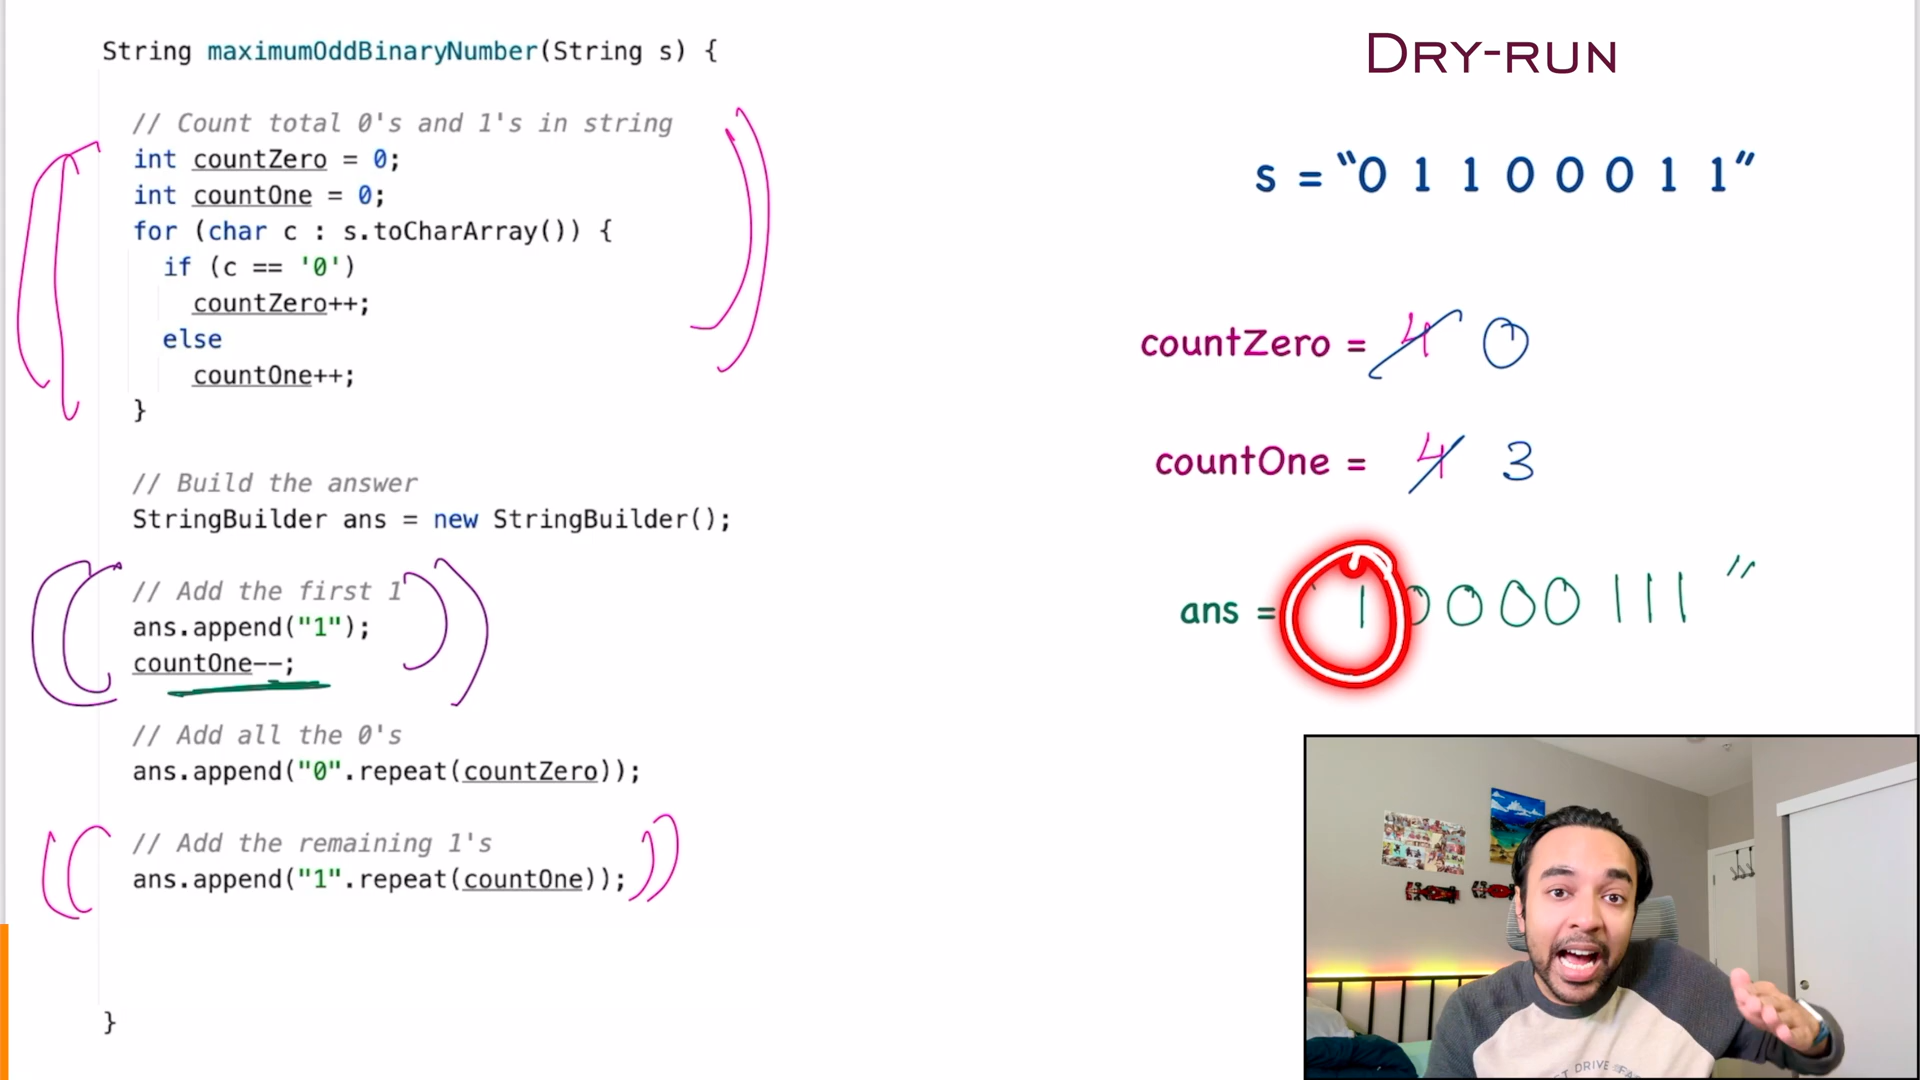 String maximumOddBinaryNumber(String s) {
// Count total 0's and 1's in string
int countZero = 0;
int countOne = 0;
for (char c : s.toCharArray()) {
if (c == '0')
countZero++;
else
countOne++;
}
// Build the answer
StringBuilder ans = new StringBuilder();
// Add the first 1
ans.append("1");
countOne--;
// Add all the 0's
ans.append("0".repeat(countZero));
// Add the remaining 1's
ans.append("1".repeat(countOne));
}
DRY-RUN
s = “0 1 1 0 0 0 1 1”
countZero = 4 0
countOne = 4 3
ans = 1 0 0 0 0 1 1 1 "